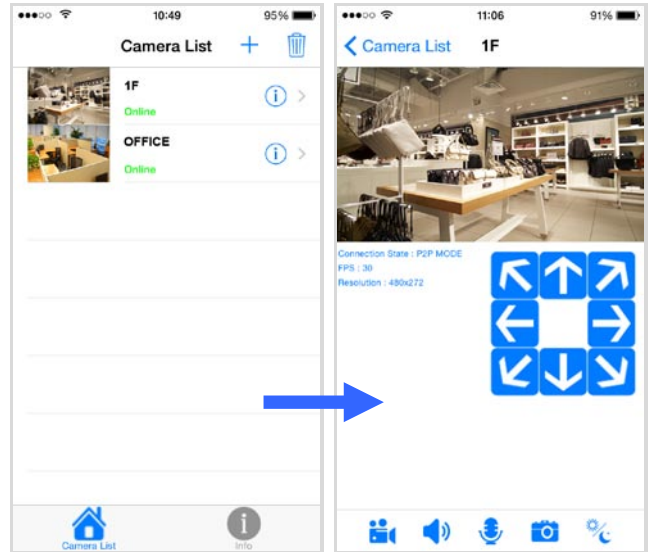 10:49
95%
Camera List
1F
Online
OFFICE
Online
Camera List
Info
11:06
91%
Camera List
1F
Connection State : P2P MODE
FPS : 30
Resolution : 480x272